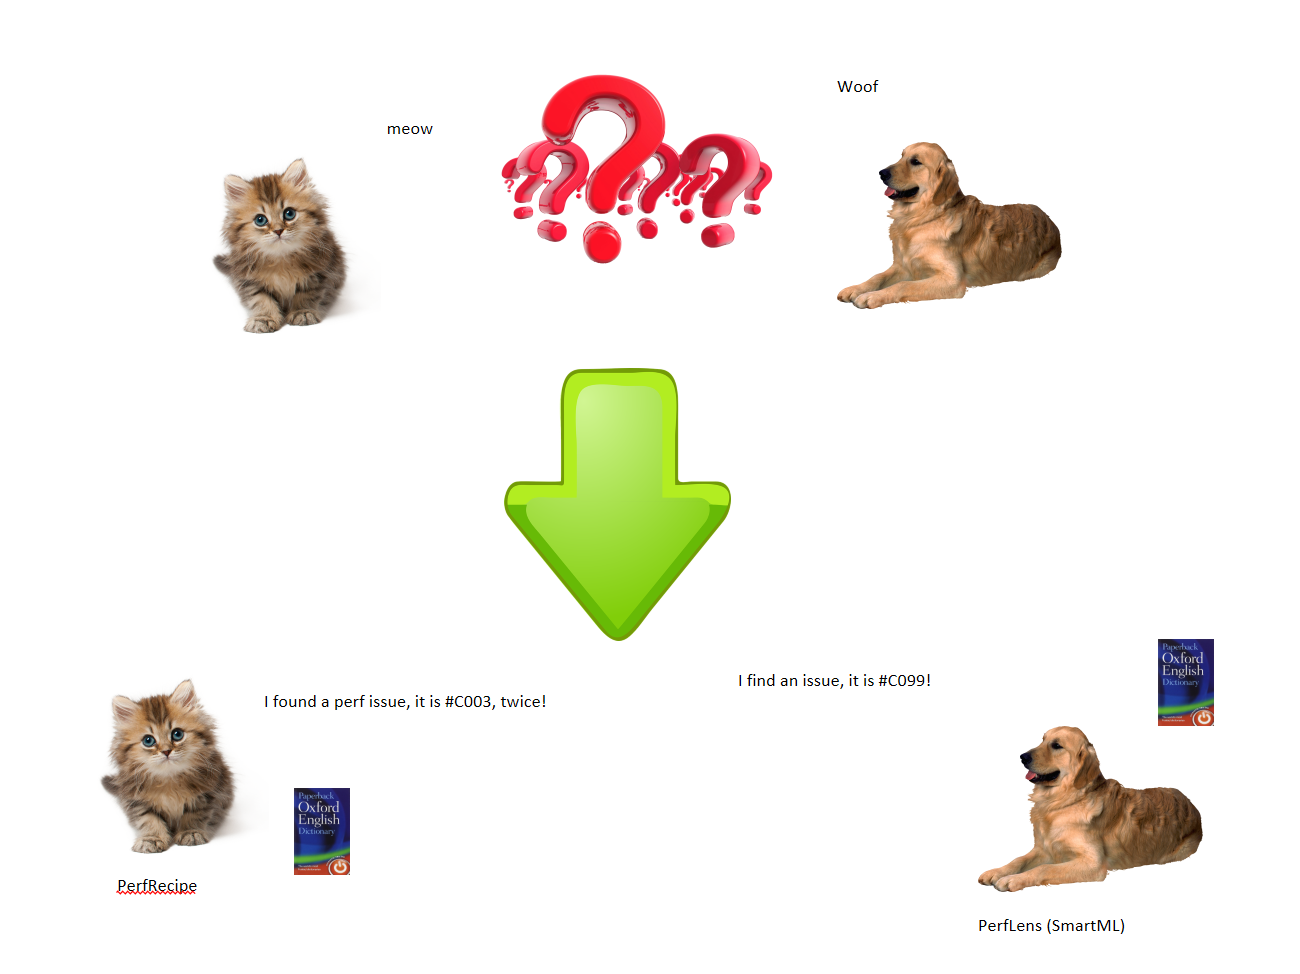 Woof
meow
I find an issue, it is #C099!
I found a perf issue, it is #C003, twice!
Paperback
Oxford
English
Dictionary
Paperback
Oxford
English
Dictionary
PerfRecipe
PerfLens (SmartML)